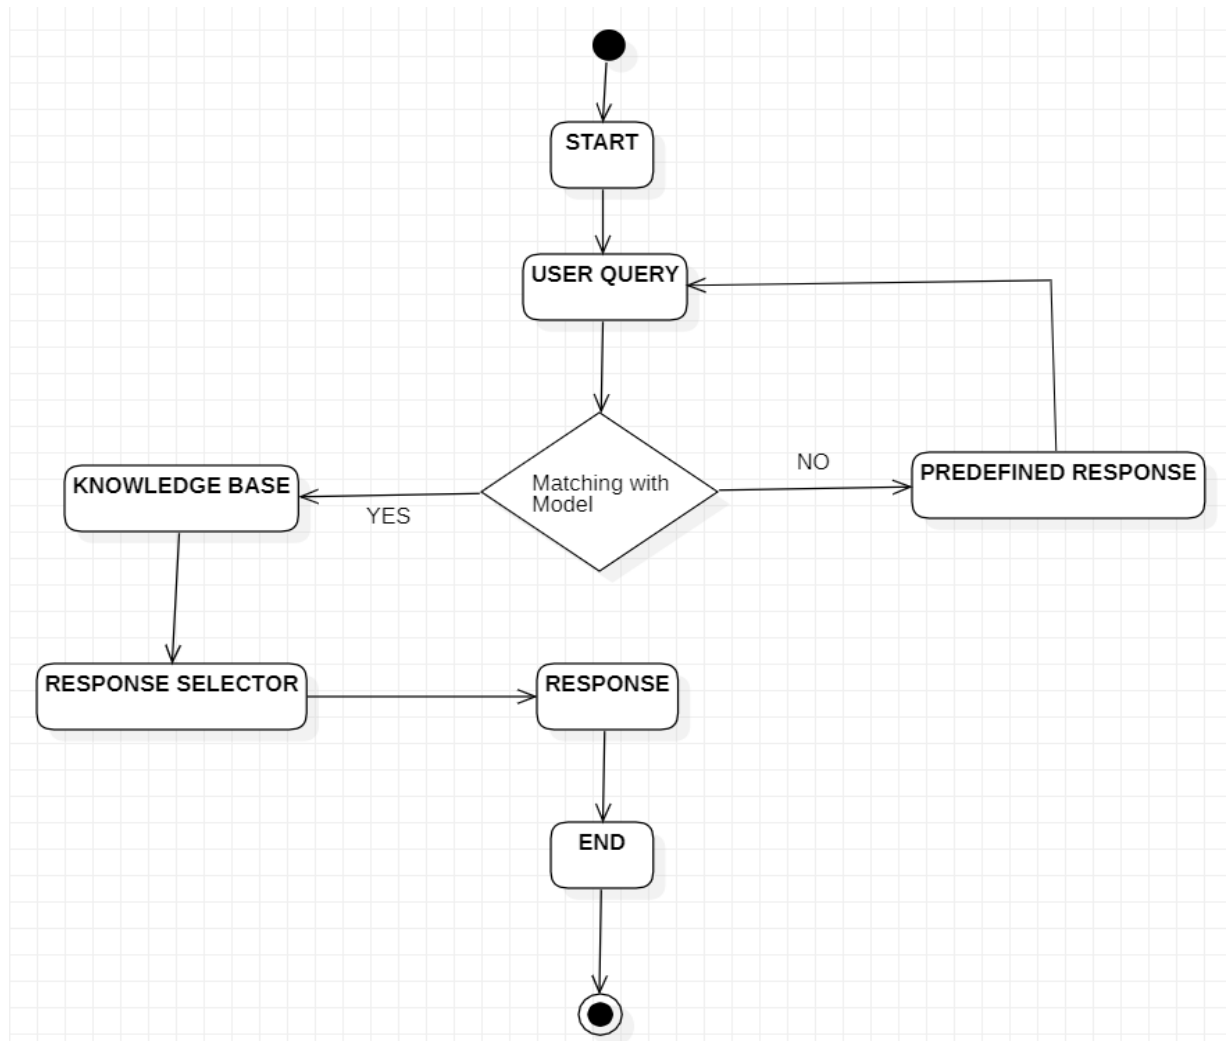 START
USER QUERY
Matching with
Model
NO
PREDEFINED RESPONSE
YES
KNOWLEDGE BASE
RESPONSE SELECTOR
RESPONSE
END